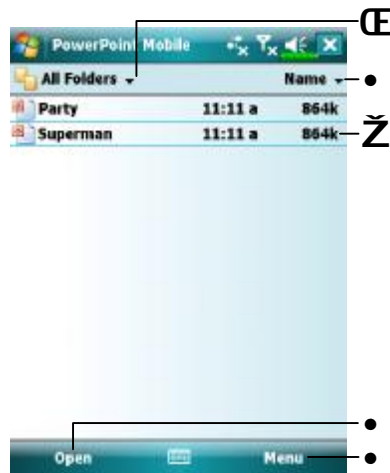 Œ
PowerPoint Mobile
All Folders Name •
Party 11:11 a 864k
Superman 11:11 a 864k Ž
•
Open Menu •